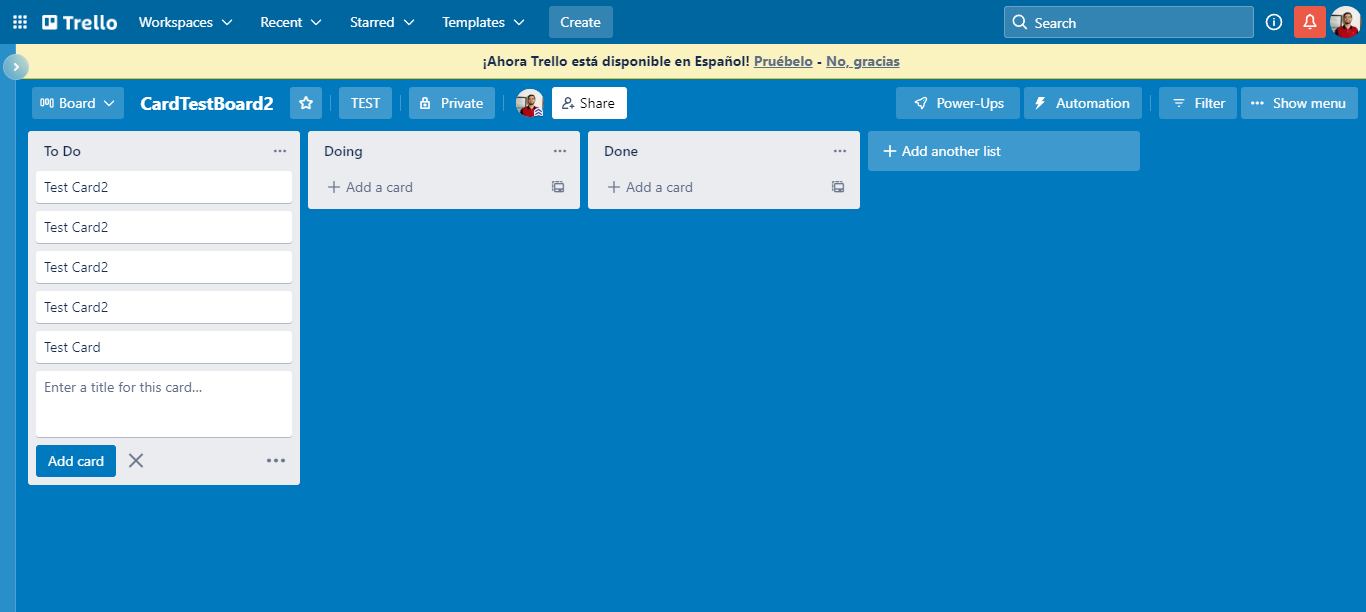 Trello Workspaces Recent Starred Templates Create Search
¡Ahora Trello está disponible en Español! Pruébelo - No, gracias
Board CardTestBoard2 TEST Private Share Power-Ups Automation Filter Show menu
To Do
Test Card2
Test Card2
Test Card2
Test Card2
Test Card
Enter a title for this card...
Add card
Doing
Add a card
Done
Add a card
Add another list